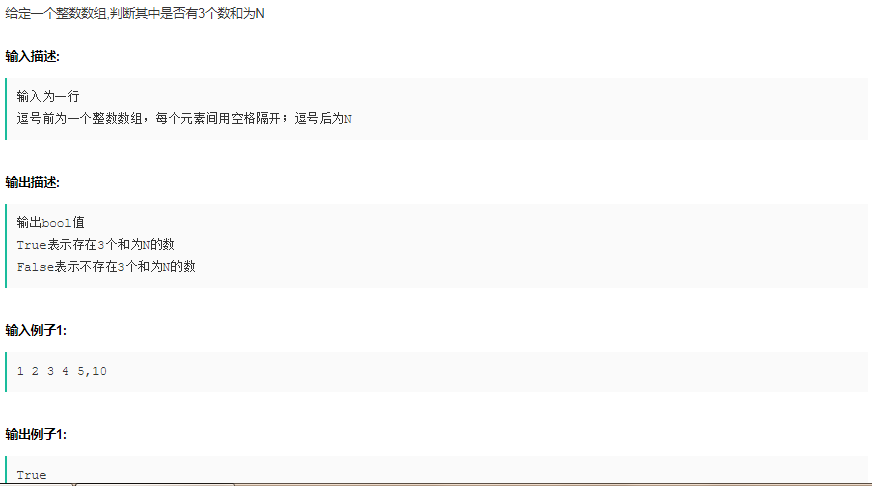 给定一个整数数组,判断其中是否有3个数和为N
输入描述:
输入为一行
逗号前为一个整数数组，每个元素间用空格隔开；逗号后为N
输出描述:
输出bool值
True表示存在3个和为N的数
False表示不存在3个和为N的数
输入例子1:
1 2 3 4 5,10
输出例子1:
True